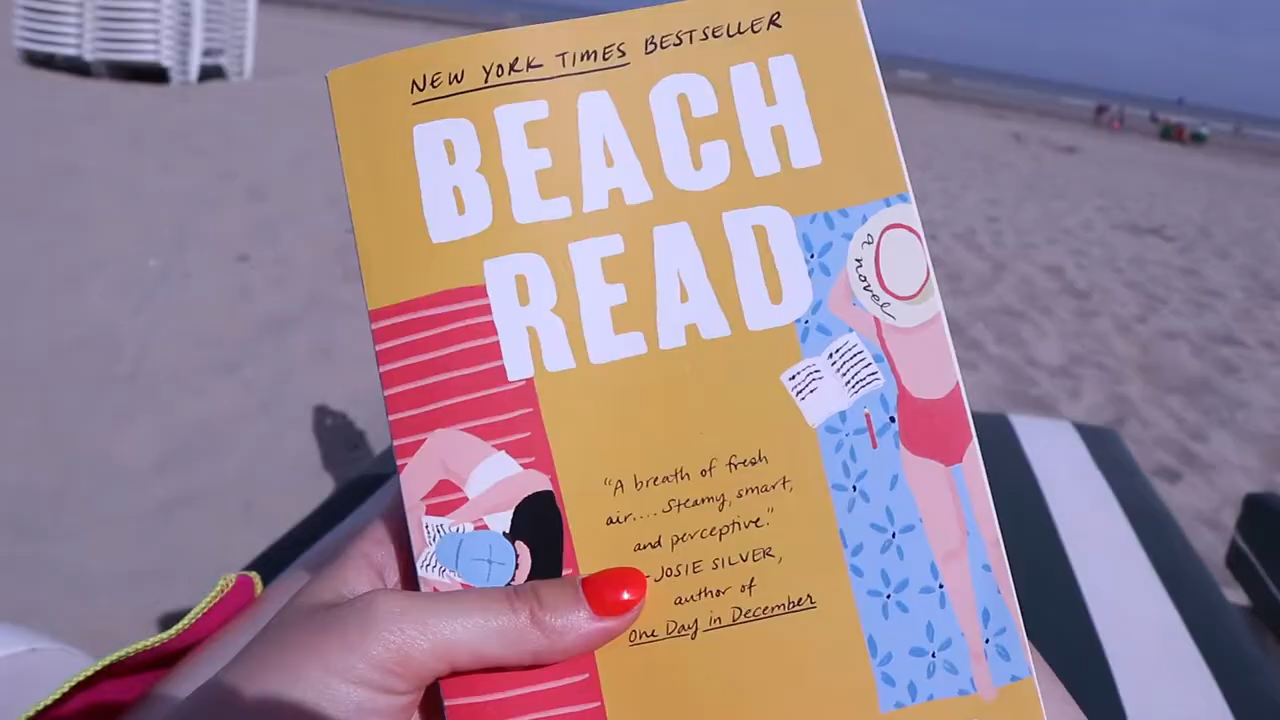 NEW YORK TIMES BESTSELLER
BEACH
READ
a novel
"A breath of fresh
air.... Steamy, smart,
and perceptive."
—JOSIE SILVER,
author of
One Day in December